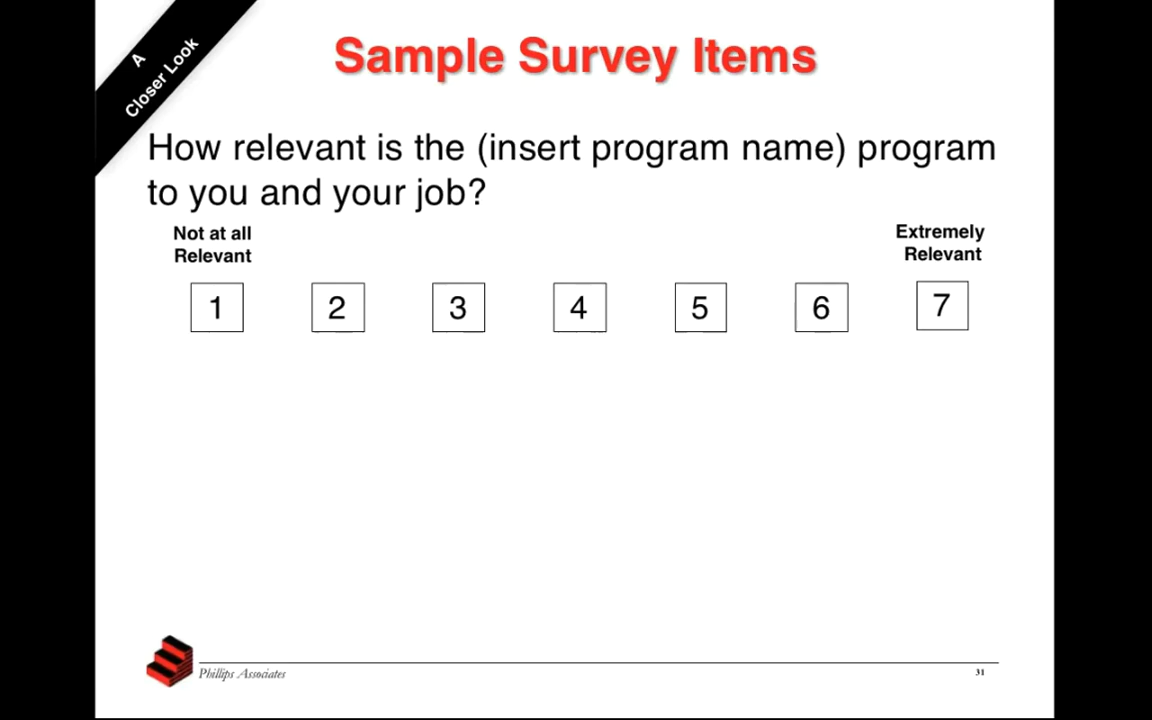 A
Closer Look
Sample Survey Items
How relevant is the (insert program name) program
to you and your job?
Not at all
Relevant
Extremely
Relevant
1 2 3 4 5 6 7
Phillips Associates
31